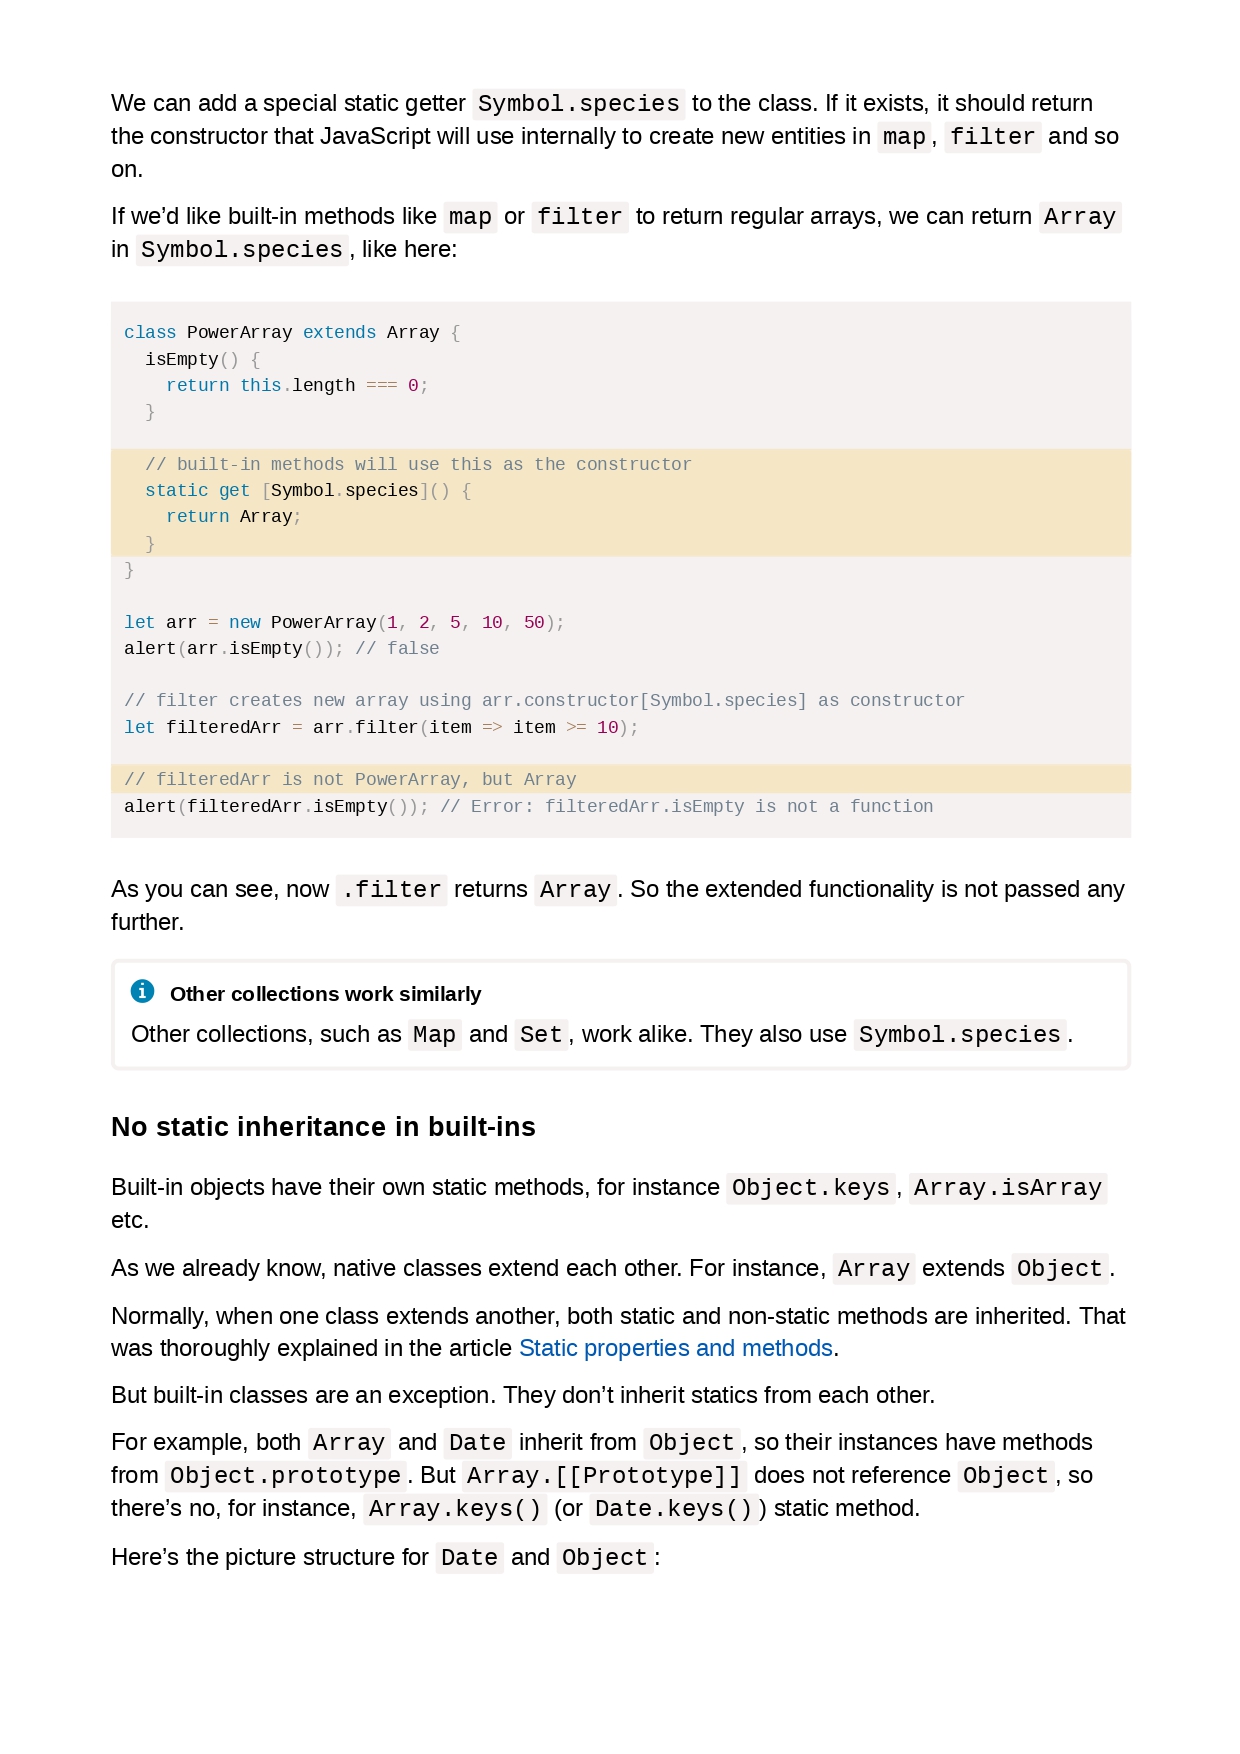 We can add a special static getter Symbol.species to the class. If it exists, it should return
the constructor that JavaScript will use internally to create new entities in map, filter and so
on.
If we’d like built-in methods like map or filter to return regular arrays, we can return Array
in Symbol.species, like here:
class PowerArray extends Array {
  isEmpty() {
    return this.length === 0;
  }
  // built-in methods will use this as the constructor
  static get [Symbol.species]() {
    return Array;
  }
}
let arr = new PowerArray(1, 2, 5, 10, 50);
alert(arr.isEmpty()); // false
// filter creates new array using arr.constructor[Symbol.species] as constructor
let filteredArr = arr.filter(item => item >= 10);
// filteredArr is not PowerArray, but Array
alert(filteredArr.isEmpty()); // Error: filteredArr.isEmpty is not a function
As you can see, now .filter returns Array. So the extended functionality is not passed any
further.
Other collections work similarly
Other collections, such as Map and Set, work alike. They also use Symbol.species.
No static inheritance in built-ins
Built-in objects have their own static methods, for instance Object.keys, Array.isArray
etc.
As we already know, native classes extend each other. For instance, Array extends Object.
Normally, when one class extends another, both static and non-static methods are inherited. That
was thoroughly explained in the article Static properties and methods.
But built-in classes are an exception. They don’t inherit statics from each other.
For example, both Array and Date inherit from Object, so their instances have methods
from Object.prototype. But Array.[[Prototype]] does not reference Object, so
there’s no, for instance, Array.keys() (or Date.keys()) static method.
Here’s the picture structure for Date and Object: